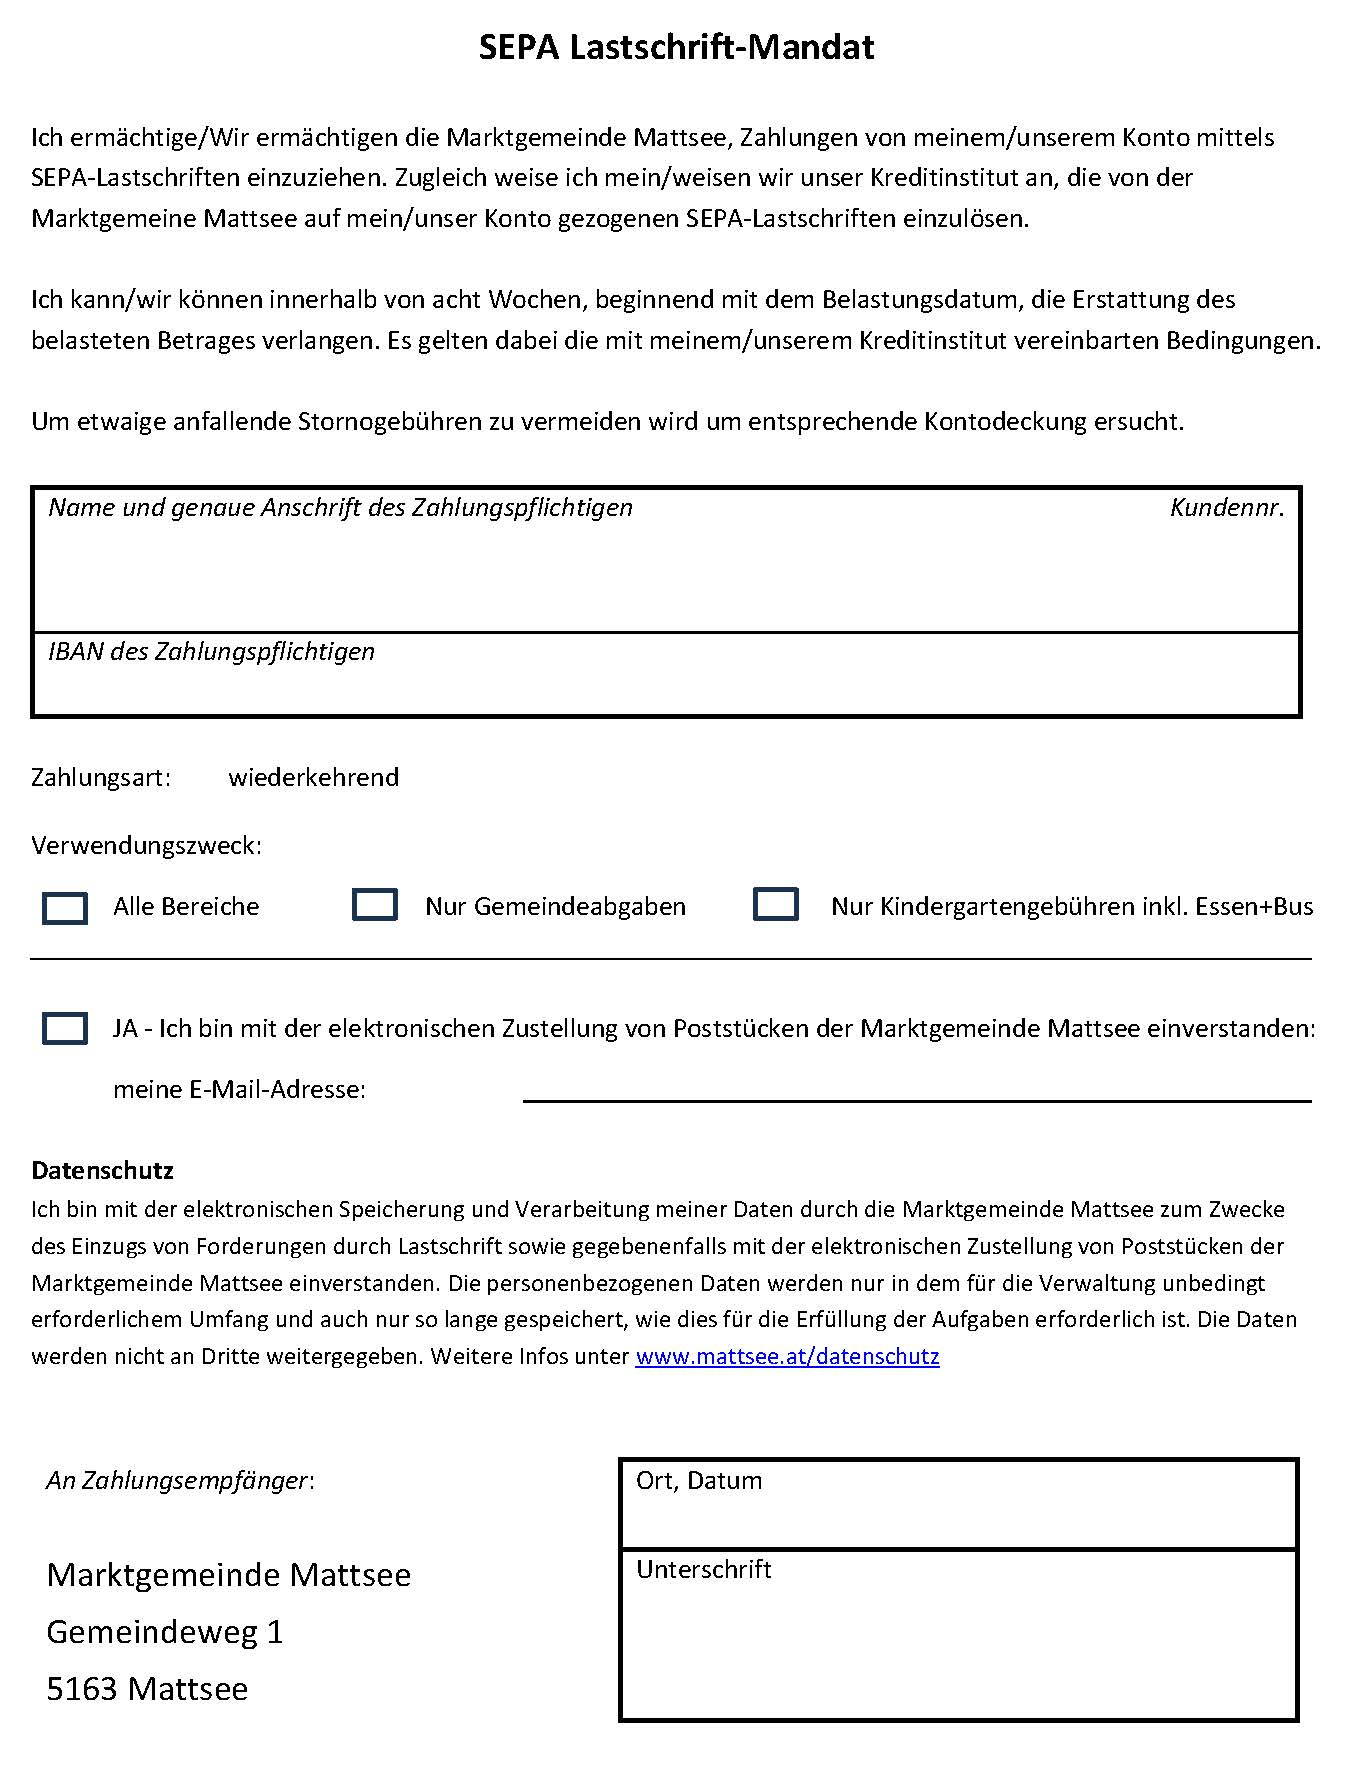 SEPA Lastschrift-Mandat
Ich ermächtige/Wir ermächtigen die Marktgemeinde Mattsee, Zahlungen von meinem/unserem Konto mittels
SEPA-Lastschriften einzuziehen. Zugleich weise ich mein/weisen wir unser Kreditinstitut an, die von der
Marktgemeine Mattsee auf mein/unser Konto gezogenen SEPA-Lastschriften einzulösen.
Ich kann/wir können innerhalb von acht Wochen, beginnend mit dem Belastungsdatum, die Erstattung des
belasteten Betrages verlangen. Es gelten dabei die mit meinem/unserem Kreditinstitut vereinbarten Bedingungen.
Um etwaige anfallende Stornogebühren zu vermeiden wird um entsprechende Kontodeckung ersucht.
Name und genaue Anschrift des Zahlungspflichtigen Kundennr.
IBAN des Zahlungspflichtigen
Zahlungsart: wiederkehrend
Verwendungszweck:
Alle Bereiche Nur Gemeindeabgaben Nur Kindergartengebühren inkl. Essen+Bus
JA - Ich bin mit der elektronischen Zustellung von Poststücken der Marktgemeinde Mattsee einverstanden:
meine E-Mail-Adresse:
Datenschutz
Ich bin mit der elektronischen Speicherung und Verarbeitung meiner Daten durch die Marktgemeinde Mattsee zum Zwecke
des Einzugs von Forderungen durch Lastschrift sowie gegebenenfalls mit der elektronischen Zustellung von Poststücken der
Marktgemeinde Mattsee einverstanden. Die personenbezogenen Daten werden nur in dem für die Verwaltung unbedingt
erforderlichem Umfang und auch nur so lange gespeichert, wie dies für die Erfüllung der Aufgaben erforderlich ist. Die Daten
werden nicht an Dritte weitergegeben. Weitere Infos unter www.mattsee.at/datenschutz
An Zahlungsempfänger:
Marktgemeinde Mattsee
Gemeindeweg 1
5163 Mattsee
Ort, Datum
Unterschrift